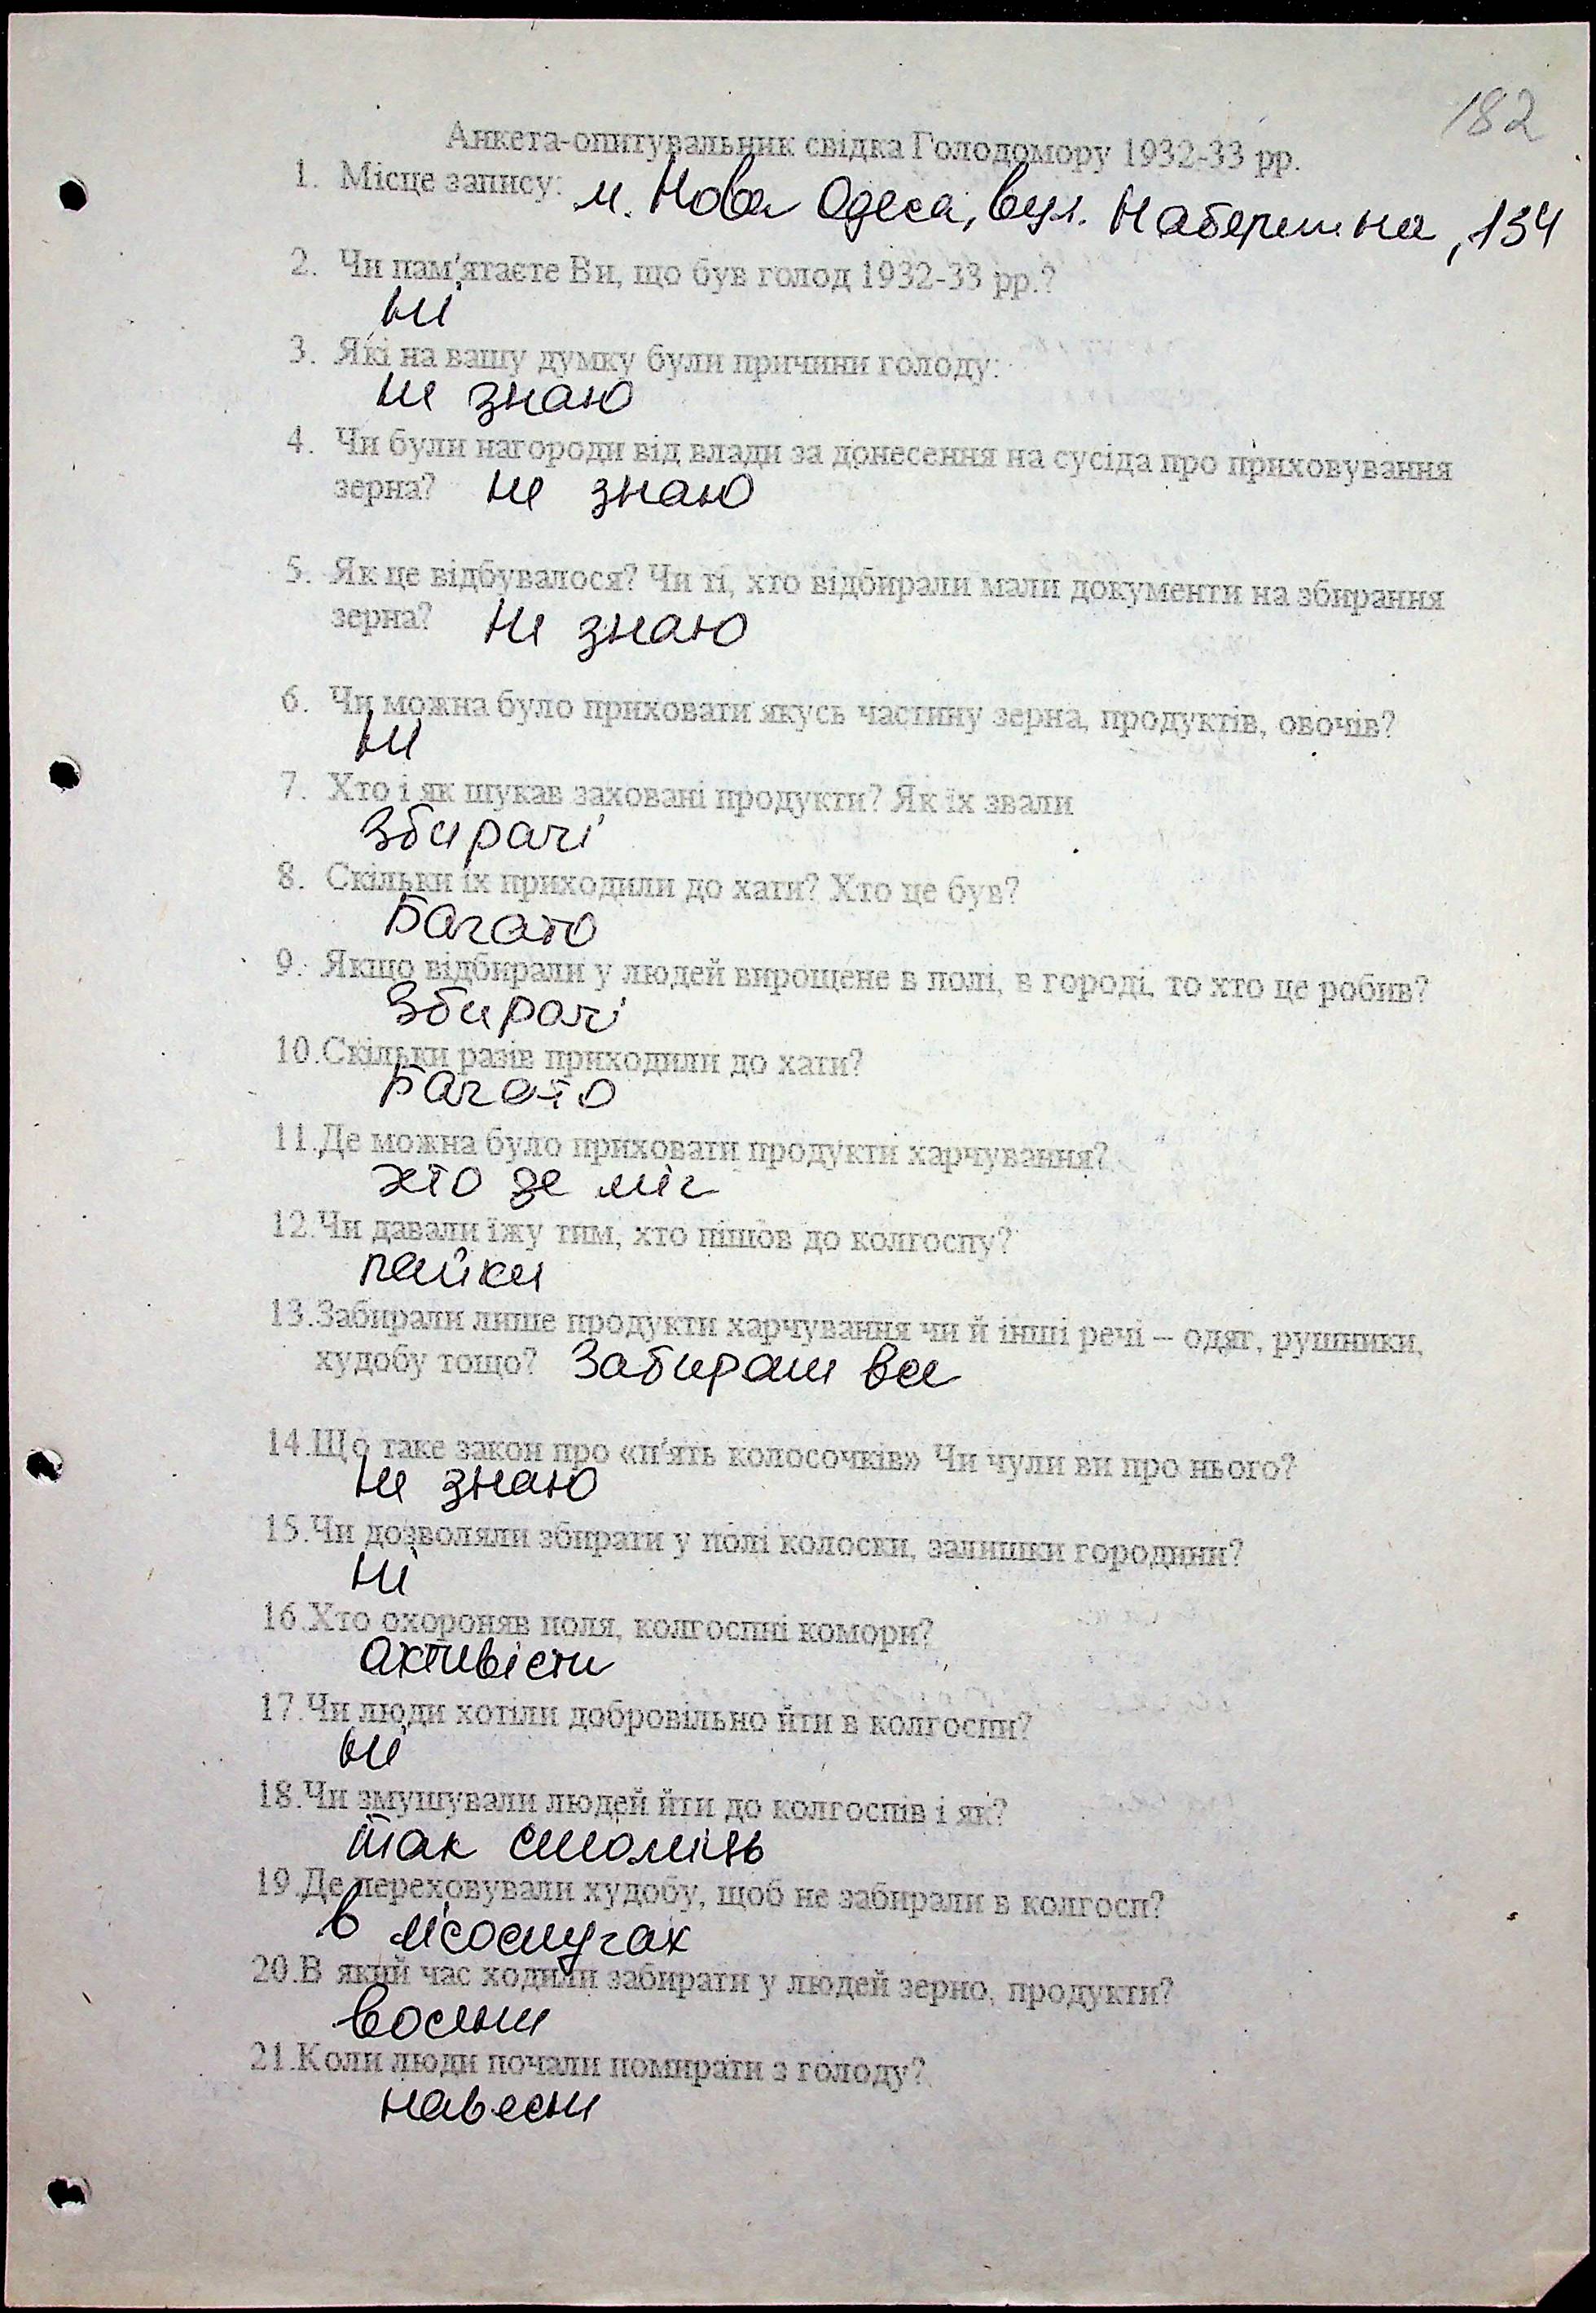 182
Анкета-опитувальник свідка Голодомору 1932-33 рр.
1. Місце запису: м. Нова Одеса, вул. Набережна, 134
2. Чи пам'ятаєте Ви, що був голод 1932-33 рр.?
ні
3. Які на вашу думку були причини голоду:
не знаю
4. Чи були нагороди від влади за донесення на сусіда про приховування
зерна? не знаю
5. Як це відбувалося? Чи ті, хто відбирали мали документи на збирання
зерна? Не знаю
6. Чи можна було приховати якусь частину зерна, продуктів, овочів?
Ні
7. Хто і як шукав заховані продукти? Як їх звали
Збирачі
8. Скільки їх приходили до хати? Хто це був?
Багато
9. Якщо відбирали у людей вирощене в полі, в городі, то хто це робив?
Збирачі
10.Скільки разів приходили до хати?
Багато
11.Де можна було приховати продукти харчування?
хто де міг
12.Чи давали їжу тим, хто пішов до колгоспу?
пайки
13.Забирали лише продукти харчування чи й інші речі – одяг, рушники,
худобу тощо? Забирали все
14.Що таке закон про «п'ять колосочків» Чи чули ви про нього?
Не знаю
15.Чи дозволяли збирати у полі колоски, залишки городини?
Ні
16.Хто охороняв поля, колгоспні комори?
активісти
17.Чи люди хотіли добровільно йти в колгоспи?
ні
18.Чи змушували людей йти до колгоспів і як?
так
19.Де переховували худобу, щоб не забирали в колгосп?
в лісосмугах
20.В який час ходили забирати у людей зерно, продукти?
восени
21.Коли люди почали помирати з голоду?
навесни